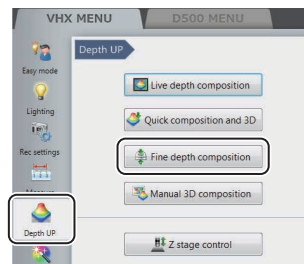 VHX MENU
D500 MENU
Depth UP
Easy mode
Live depth composition
Lighting
Quick composition and 3D
Rec settings
Fine depth composition
Manual 3D composition
Depth UP
Z stage control